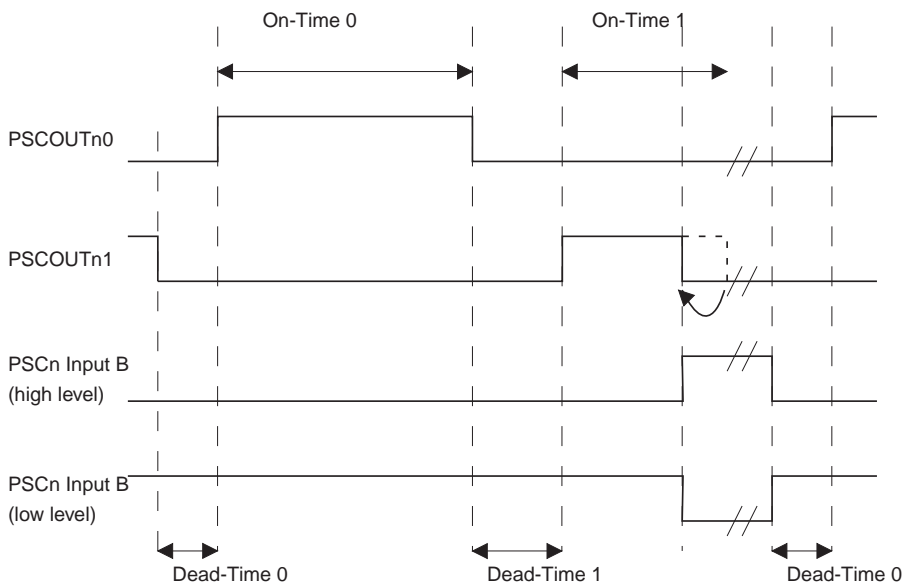 On-Time 0
On-Time 1
PSCOUTn0
PSCOUTn1
PSCn Input B
(high level)
PSCn Input B
(low level)
Dead-Time 0
Dead-Time 1
Dead-Time 0